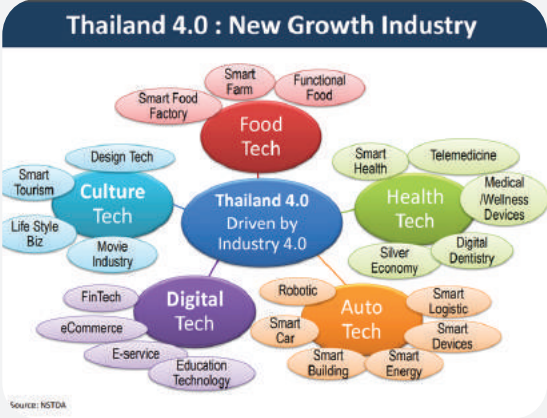 Thailand 4.0 : New Growth Industry
Smart
Farm
Functional
Food
Smart Food
Factory
Food
Tech
Design Tech
Smart
Tourism
Culture
Tech
Life Style
Biz
Movie
Industry
Thailand 4.0
Driven by
Industry 4.0
Smart
Health
Telemedicine
Health
Tech
Medical
/Wellness
Devices
Digital
Dentistry
Silver
Economy
FinTech
Digital
Tech
eCommerce
E-service
Education
Technology
Robotic
Auto
Tech
Smart
Logistic
Smart
Car
Smart
Devices
Smart
Building
Smart
Energy
Source: NSTDA